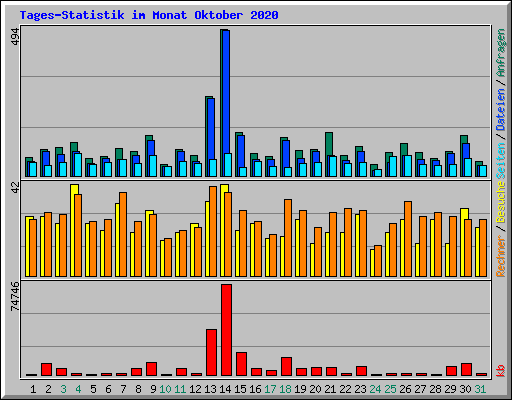 Tages-Statistik im Monat Oktober 2020
494
42
74746
Rechner / Besuche Seiten / Dateien / Anfragen
kb
1 2 3 4 5 6 7 8 9 10 11 12 13 14 15 16 17 18 19 20 21 22 23 24 25 26 27 28 29 30 31